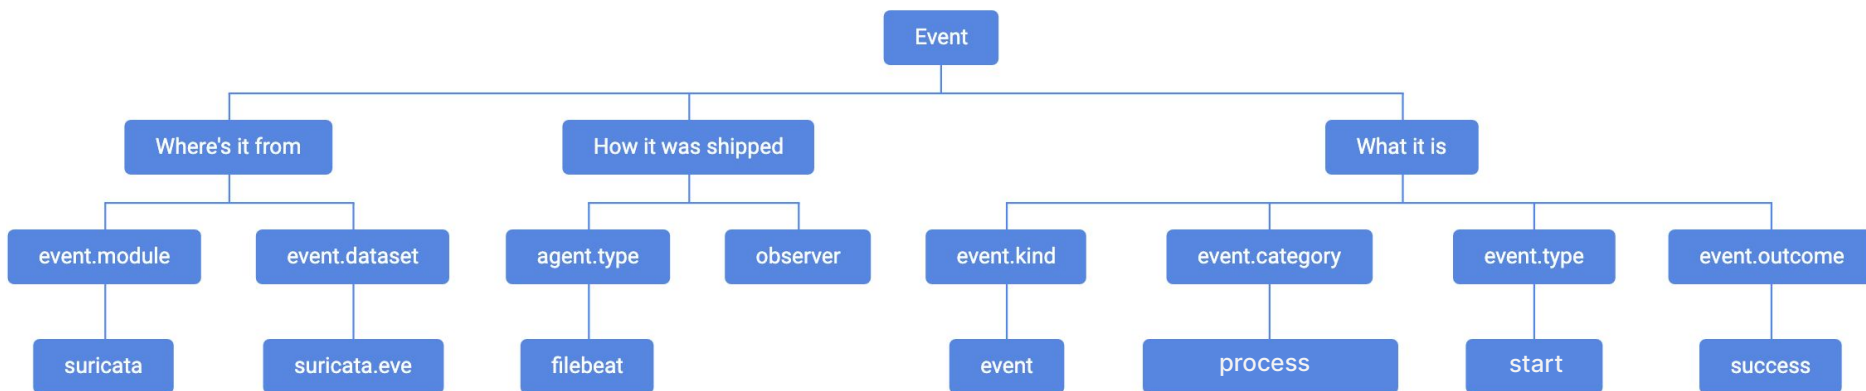 Event
Where's it from
How it was shipped
What it is
event.module
event.dataset
agent.type
observer
event.kind
event.category
event.type
event.outcome
suricata
suricata.eve
filebeat
event
process
start
success